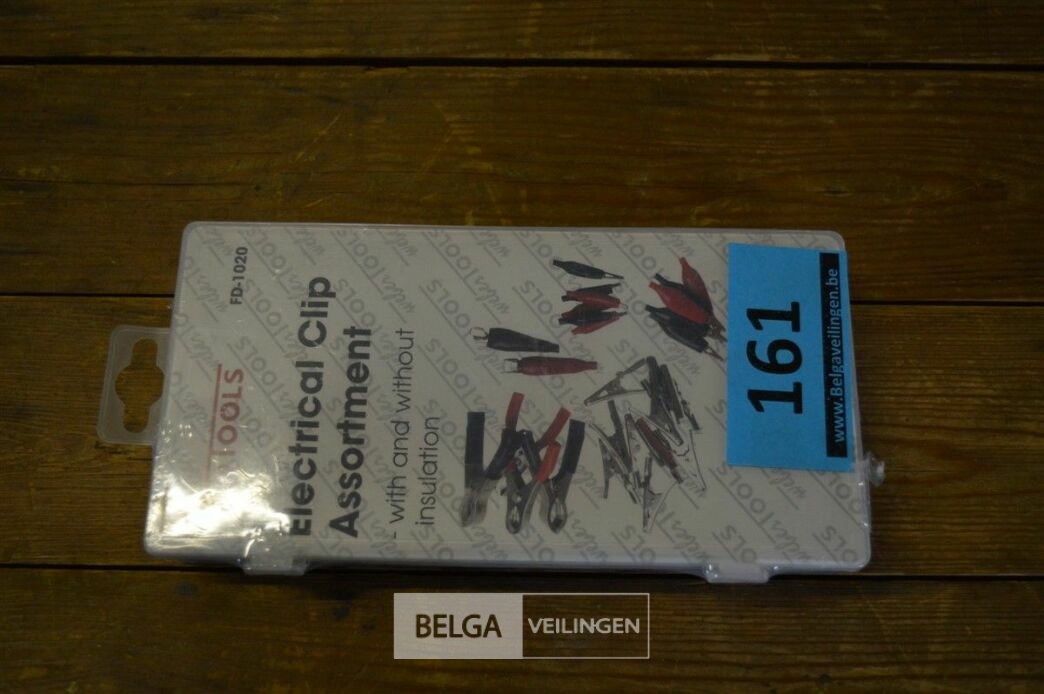 FD-1020
TOOLS
Electrical Clip
Assortment
- with and without
insulation
161
www.Belgaveilingen.be
BELGA VEILINGEN